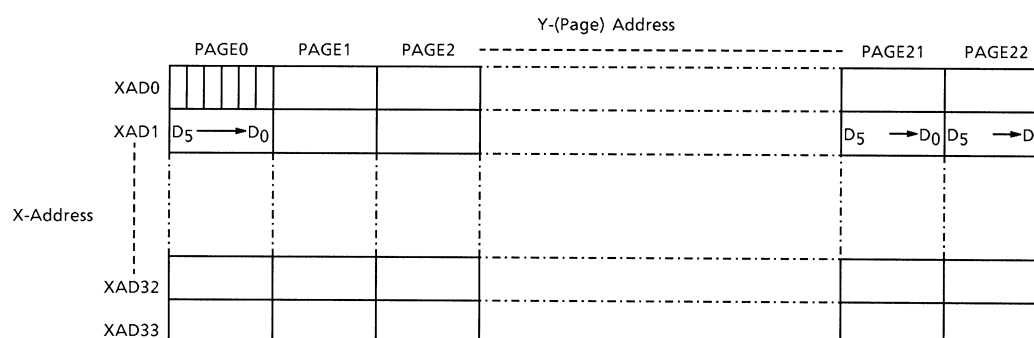 Y-(Page) Address
PAGE0 PAGE1 PAGE2 PAGE21 PAGE22
XAD0
XAD1 D5 D0 D5 D0 D5 D
X-Address
XAD32
XAD33